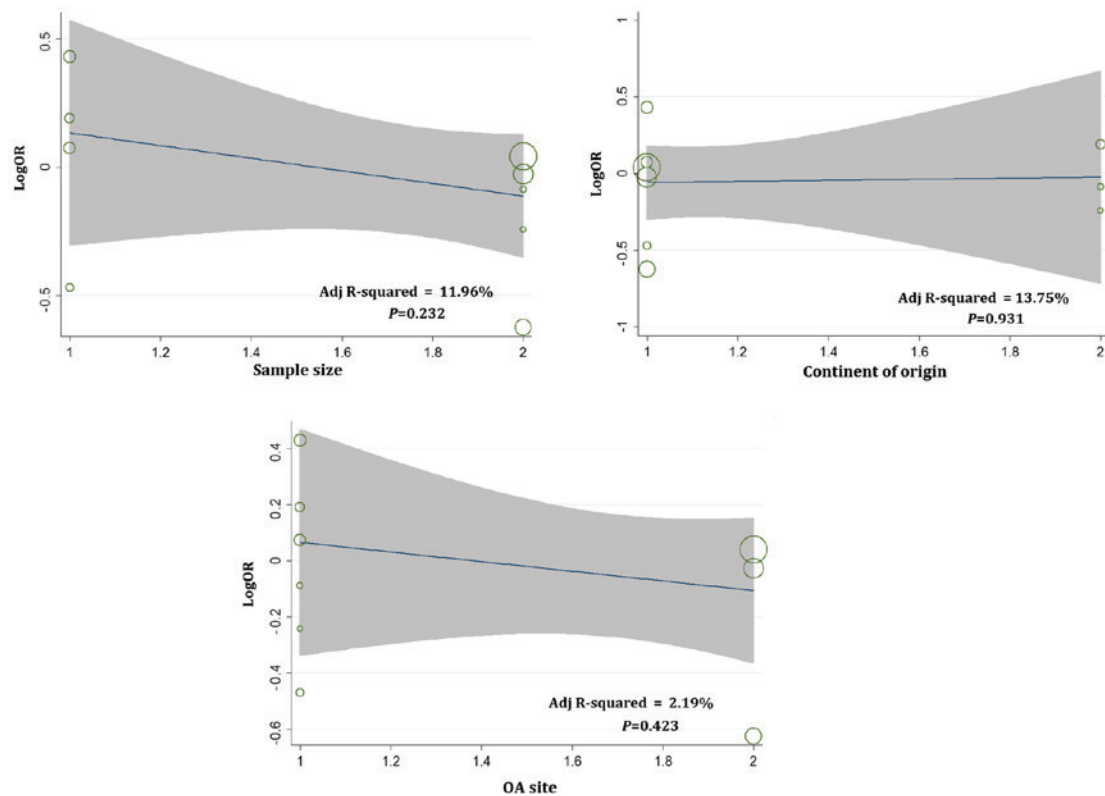 0.5
0
-0.5
LogOR
Adj R-squared = 11.96%
P=0.232
1 1.2 1.4 1.6 1.8 2
Sample size
1
0.5
0
-0.5
-1
LogOR
Adj R-squared = 13.75%
P=0.931
1 1.2 1.4 1.6 1.8 2
Continent of origin
0.4
0.2
0
-0.2
-0.4
-0.6
LogOR
Adj R-squared = 2.19%
P=0.423
1 1.2 1.4 1.6 1.8 2
OA site